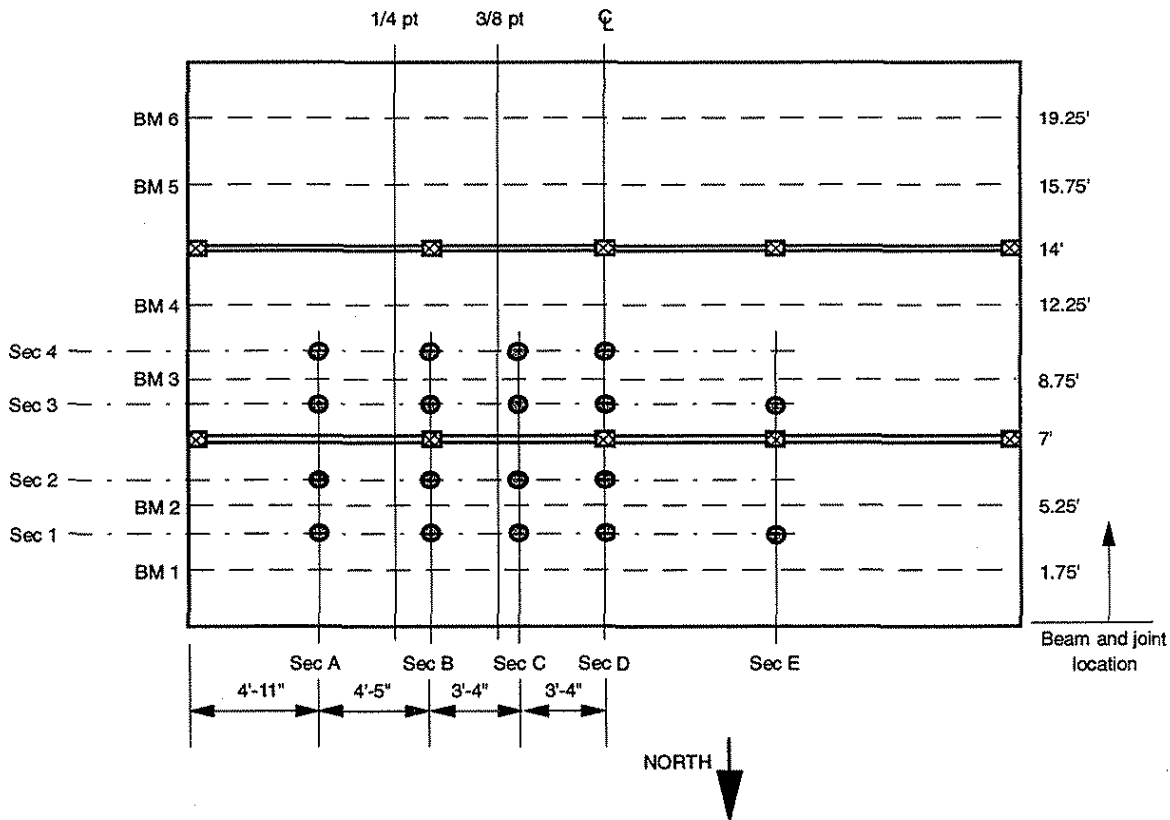 1/4 pt
3/8 pt
℄
BM 6
19.25'
BM 5
15.75'
14'
BM 4
12.25'
Sec 4
BM 3
8.75'
Sec 3
7'
Sec 2
BM 2
5.25'
Sec 1
BM 1
1.75'
Beam and joint
location
Sec A
Sec B
Sec C
Sec D
Sec E
4'-11"
4'-5"
3'-4"
3'-4"
NORTH